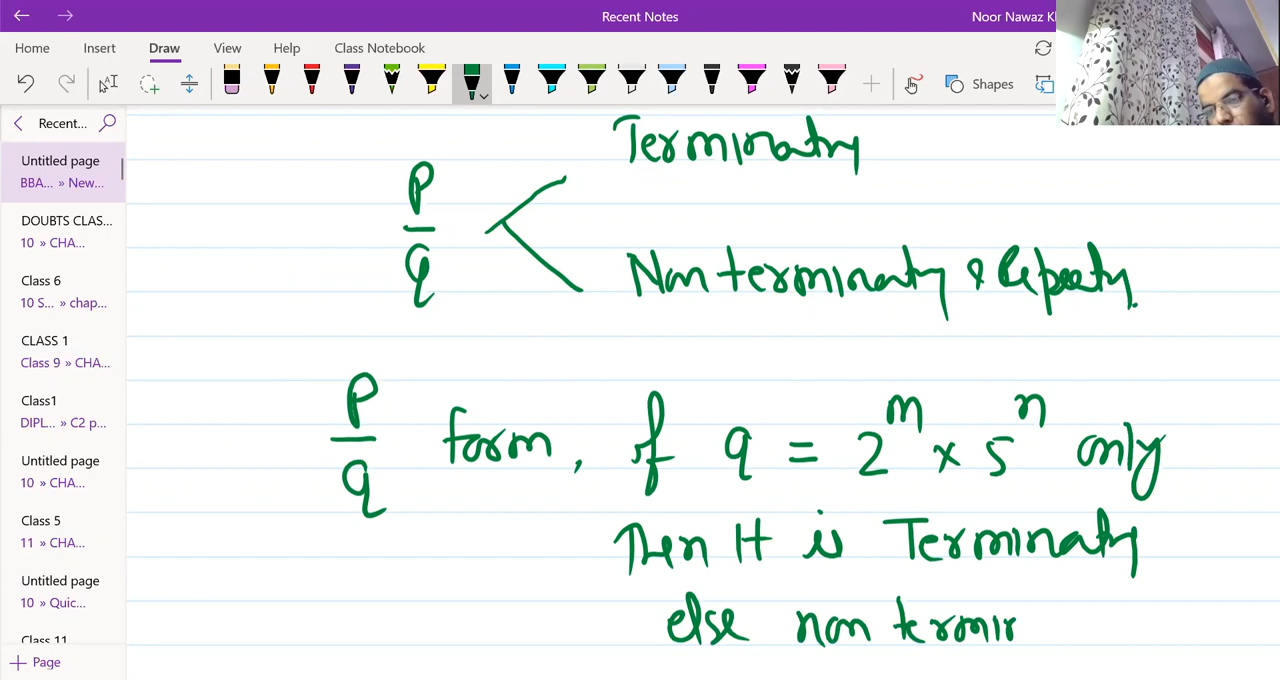 Recent Notes
Noor Nawaz Kh
Home Insert Draw View Help Class Notebook
Shapes
Recent...
Untitled page
BBA... » New...
DOUBTS CLAS...
10 » CHA...
Class 6
10 S... » chap...
CLASS 1
Class 9 » CHA...
Class1
DIPL... » C2 p...
Untitled page
10 » CHA...
Class 5
11 » CHA...
Untitled page
10 » Quic...
Class 11
Page
Terminating
P
q
Non terminating & Repeating.
P
q
form, if q = 2^m × 5^n only
Then It is Terminating
else non termin